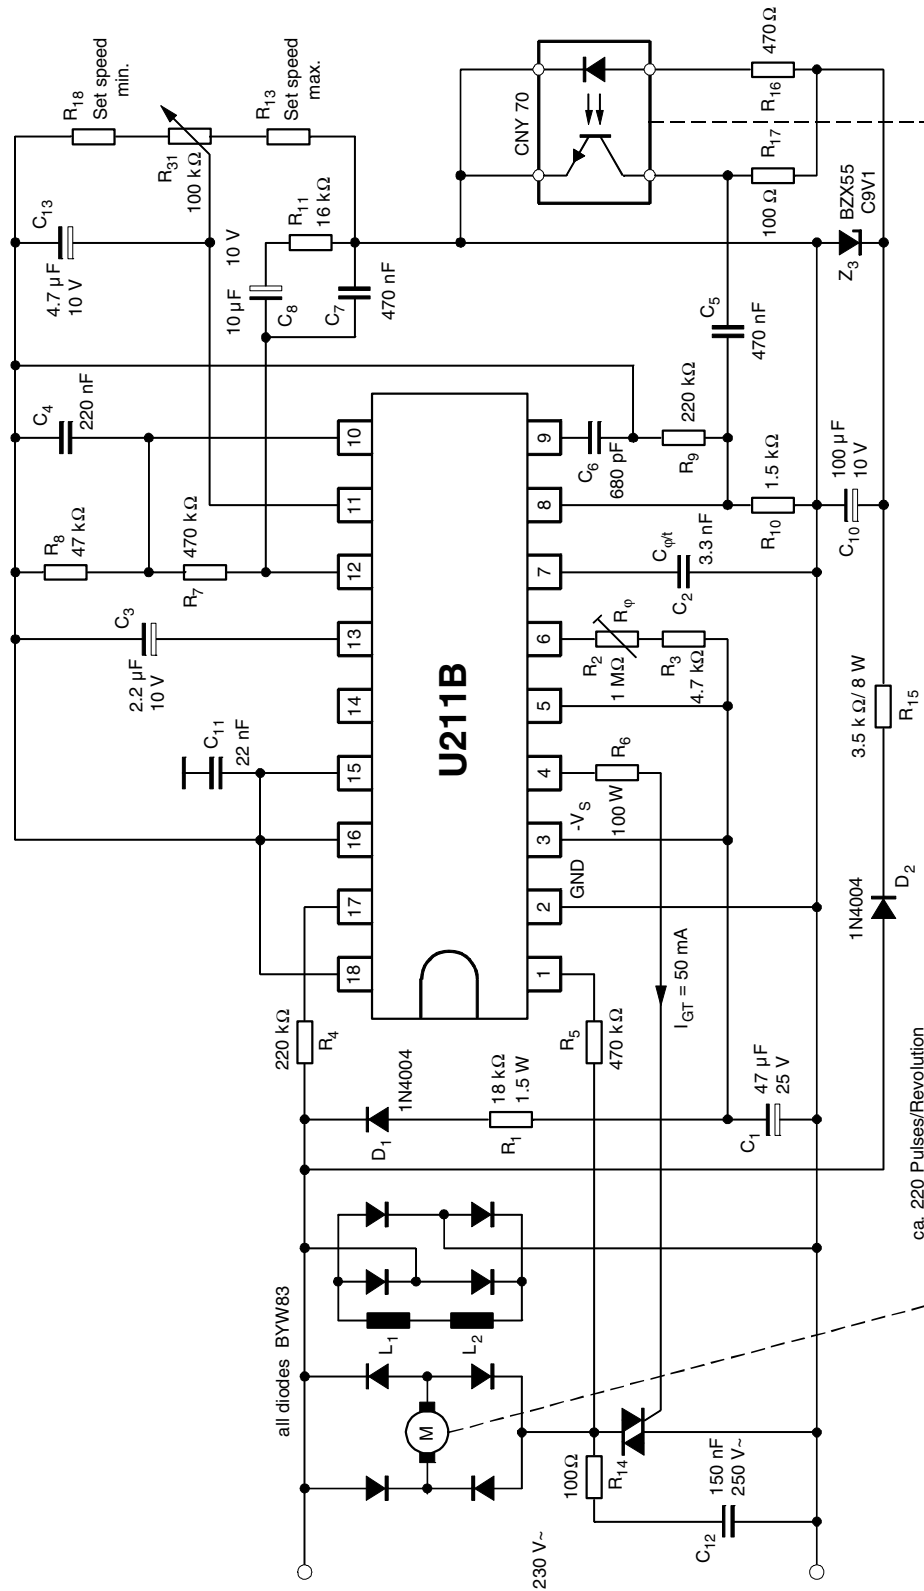 R18
Set speed
min.
R31
100 kΩ
R13
Set speed
max.
C13
4.7 µF
10 V
R11
16 kΩ
10 V
10 µF
C8
C7
470 nF
CNY 70
470 Ω
R16
R17
100 Ω
BZX55
C9V1
Z3
C4
220 nF
R8
47 kΩ
470 kΩ
R7
C3
2.2 µF
10 V
C11
22 nF
C5
470 nF
220 kΩ
R9
C6
680 pF
1.5 kΩ
R10
100 µF
10 V
C10
Cφ/t
3.3 nF
C2
Rφ
R2
1 MΩ
R3
4.7 kΩ
R6
100 W
-VS
GND
18
17
16
15
14
13
12
11
10
U211B
1
2
3
4
5
6
7
8
9
3.5 k Ω/ 8 W
R15
1N4004
D2
220 kΩ
R4
R5
470 kΩ
IGT = 50 mA
1N4004
D1
18 kΩ
1.5 W
R1
47 µF
25 V
C1
ca. 220 Pulses/Revolution
all diodes BYW83
L1
L2
M
100Ω
R14
150 nF
250 V~
C12
230 V~